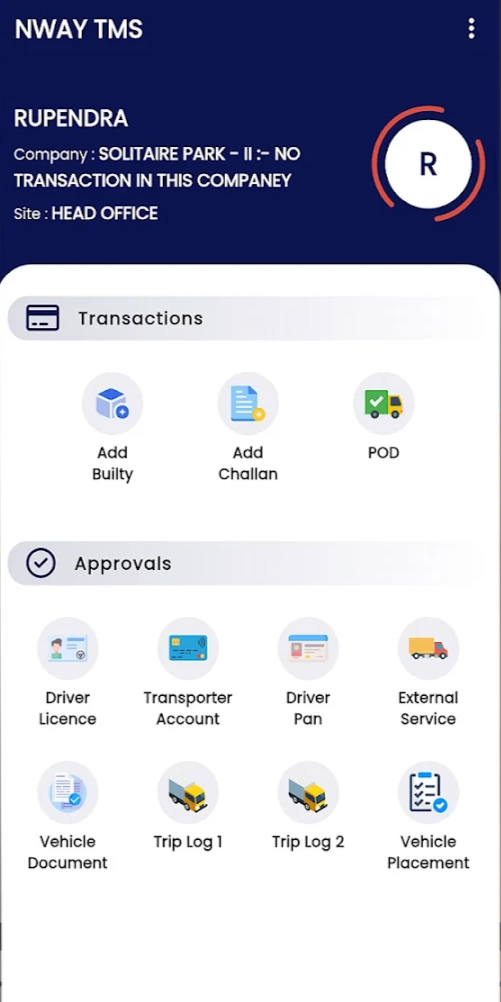 NWAY TMS
RUPENDRA
Company : SOLITAIRE PARK - II :- NO
TRANSACTION IN THIS COMPANEY
Site : HEAD OFFICE
R
Transactions
Add
Builty
Add
Challan
POD
Approvals
Driver
Licence
Transporter
Account
Driver
Pan
External
Service
Vehicle
Document
Trip Log 1
Trip Log 2
Vehicle
Placement